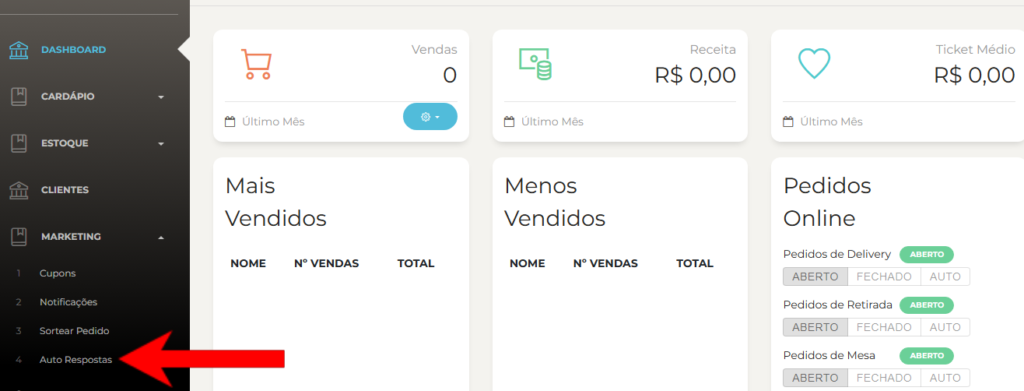 DASHBOARD
CARDÁPIO
ESTOQUE
CLIENTES
MARKETING
1 Cupons
2 Notificações
3 Sortear Pedido
4 Auto Respostas
Vendas
0
Último Mês
Receita
R$ 0,00
Último Mês
Ticket Médio
R$ 0,00
Último Mês
Mais
Vendidos
NOME Nº VENDAS TOTAL
Menos
Vendidos
NOME Nº VENDAS TOTAL
Pedidos
Online
Pedidos de Delivery ABERTO
ABERTO FECHADO AUTO
Pedidos de Retirada ABERTO
ABERTO FECHADO AUTO
Pedidos de Mesa ABERTO
ABERTO FECHADO AUTO